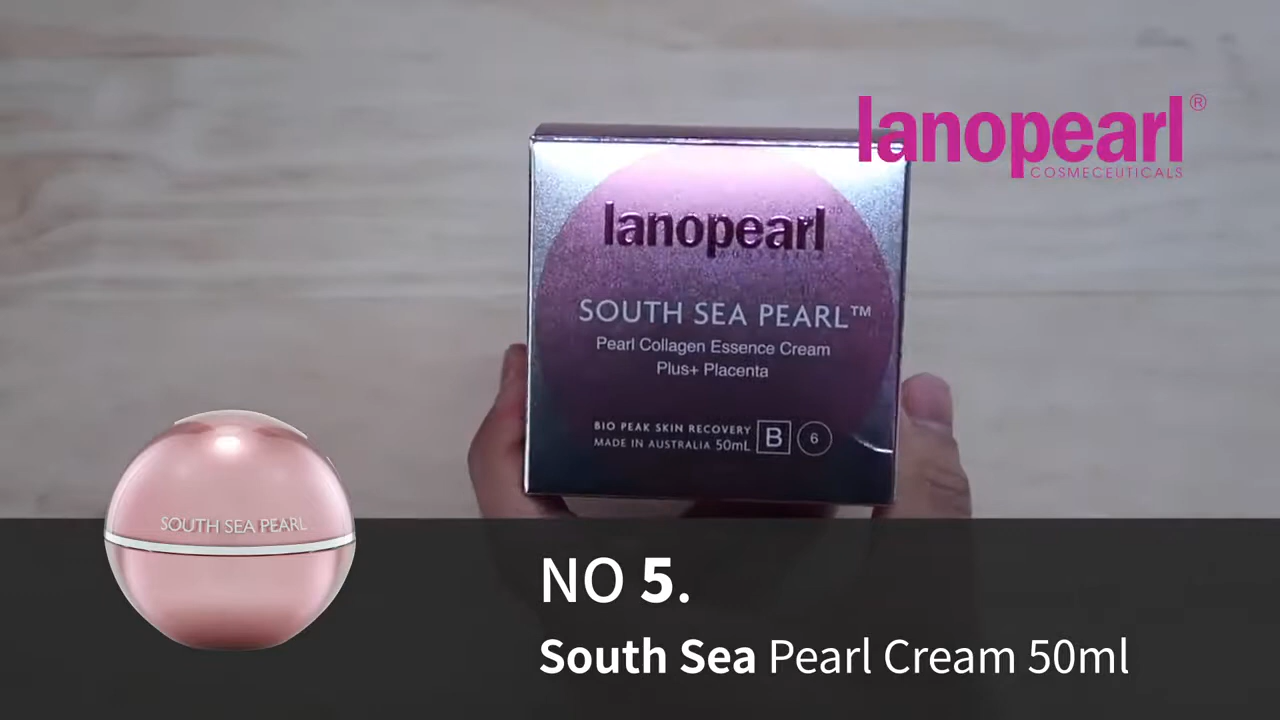 lanopearl®
COSMECEUTICALS
lanopearl
AUSTRALIA
SOUTH SEA PEARL™
Pearl Collagen Essence Cream
Plus+ Placenta
BIO PEAK SKIN RECOVERY
MADE IN AUSTRALIA 50mL
B
6
SOUTH SEA PEARL
NO 5.
South Sea Pearl Cream 50ml